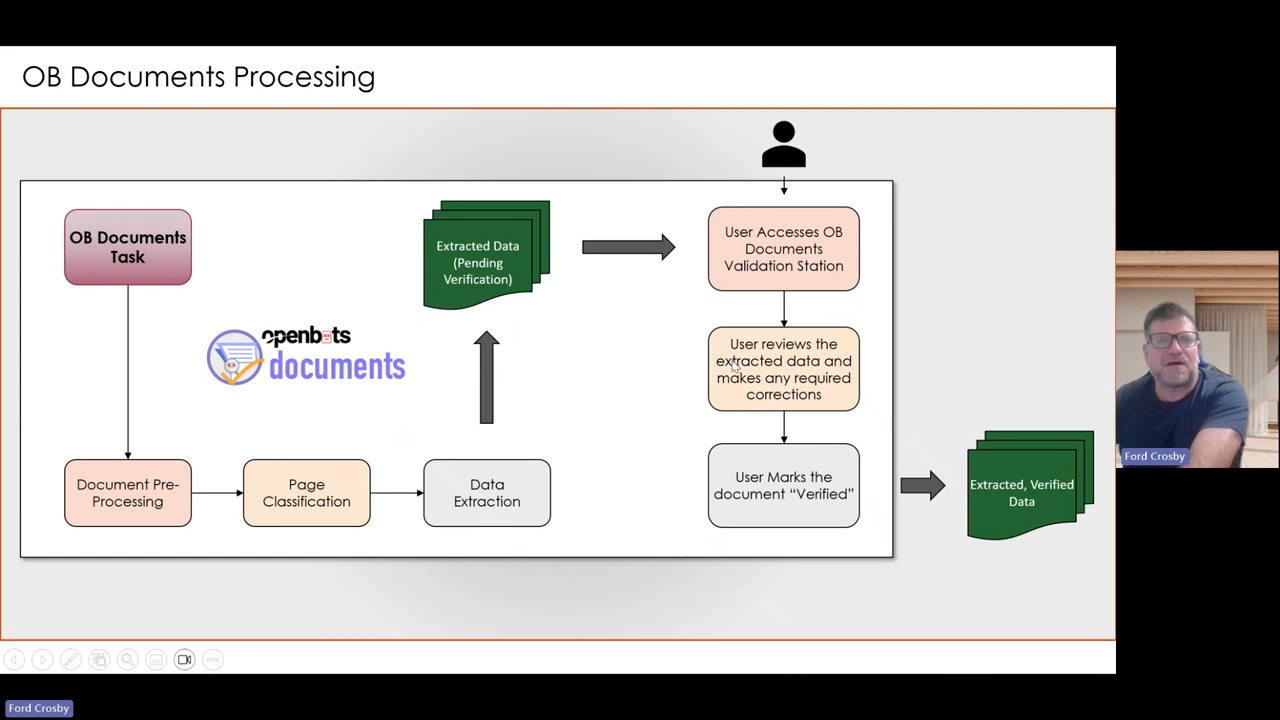 OB Documents Processing
OB Documents
Task
openbots
documents
Document Pre-
Processing
Page
Classification
Data
Extraction
Extracted Data
(Pending
Verification)
User Accesses OB
Documents
Validation Station
User reviews the
extracted data and
makes any required
corrections
User Marks the
document “Verified”
Extracted, Verified
Data
Ford Crosby
Ford Crosby